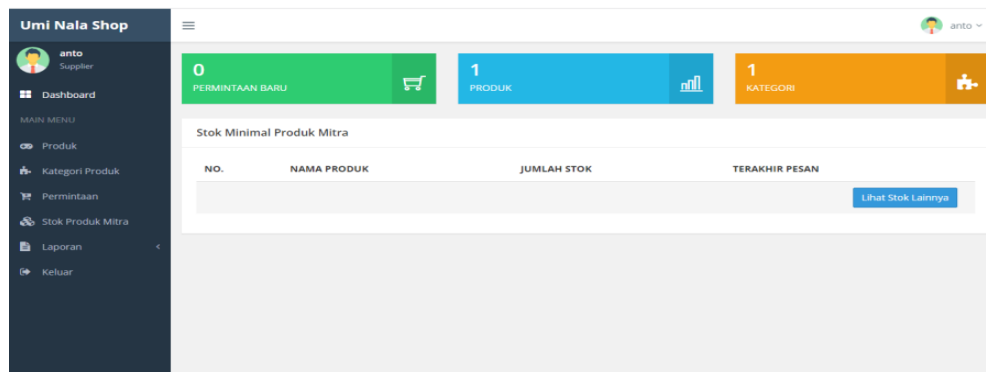 Umi Nala Shop
anto
anto
Supplier
Dashboard
MAIN MENU
Produk
Kategori Produk
Permintaan
Stok Produk Mitra
Laporan
Keluar
0
PERMINTAAN BARU
1
PRODUK
1
KATEGORI
Stok Minimal Produk Mitra
NO. NAMA PRODUK JUMLAH STOK TERAKHIR PESAN
Lihat Stok Lainnya